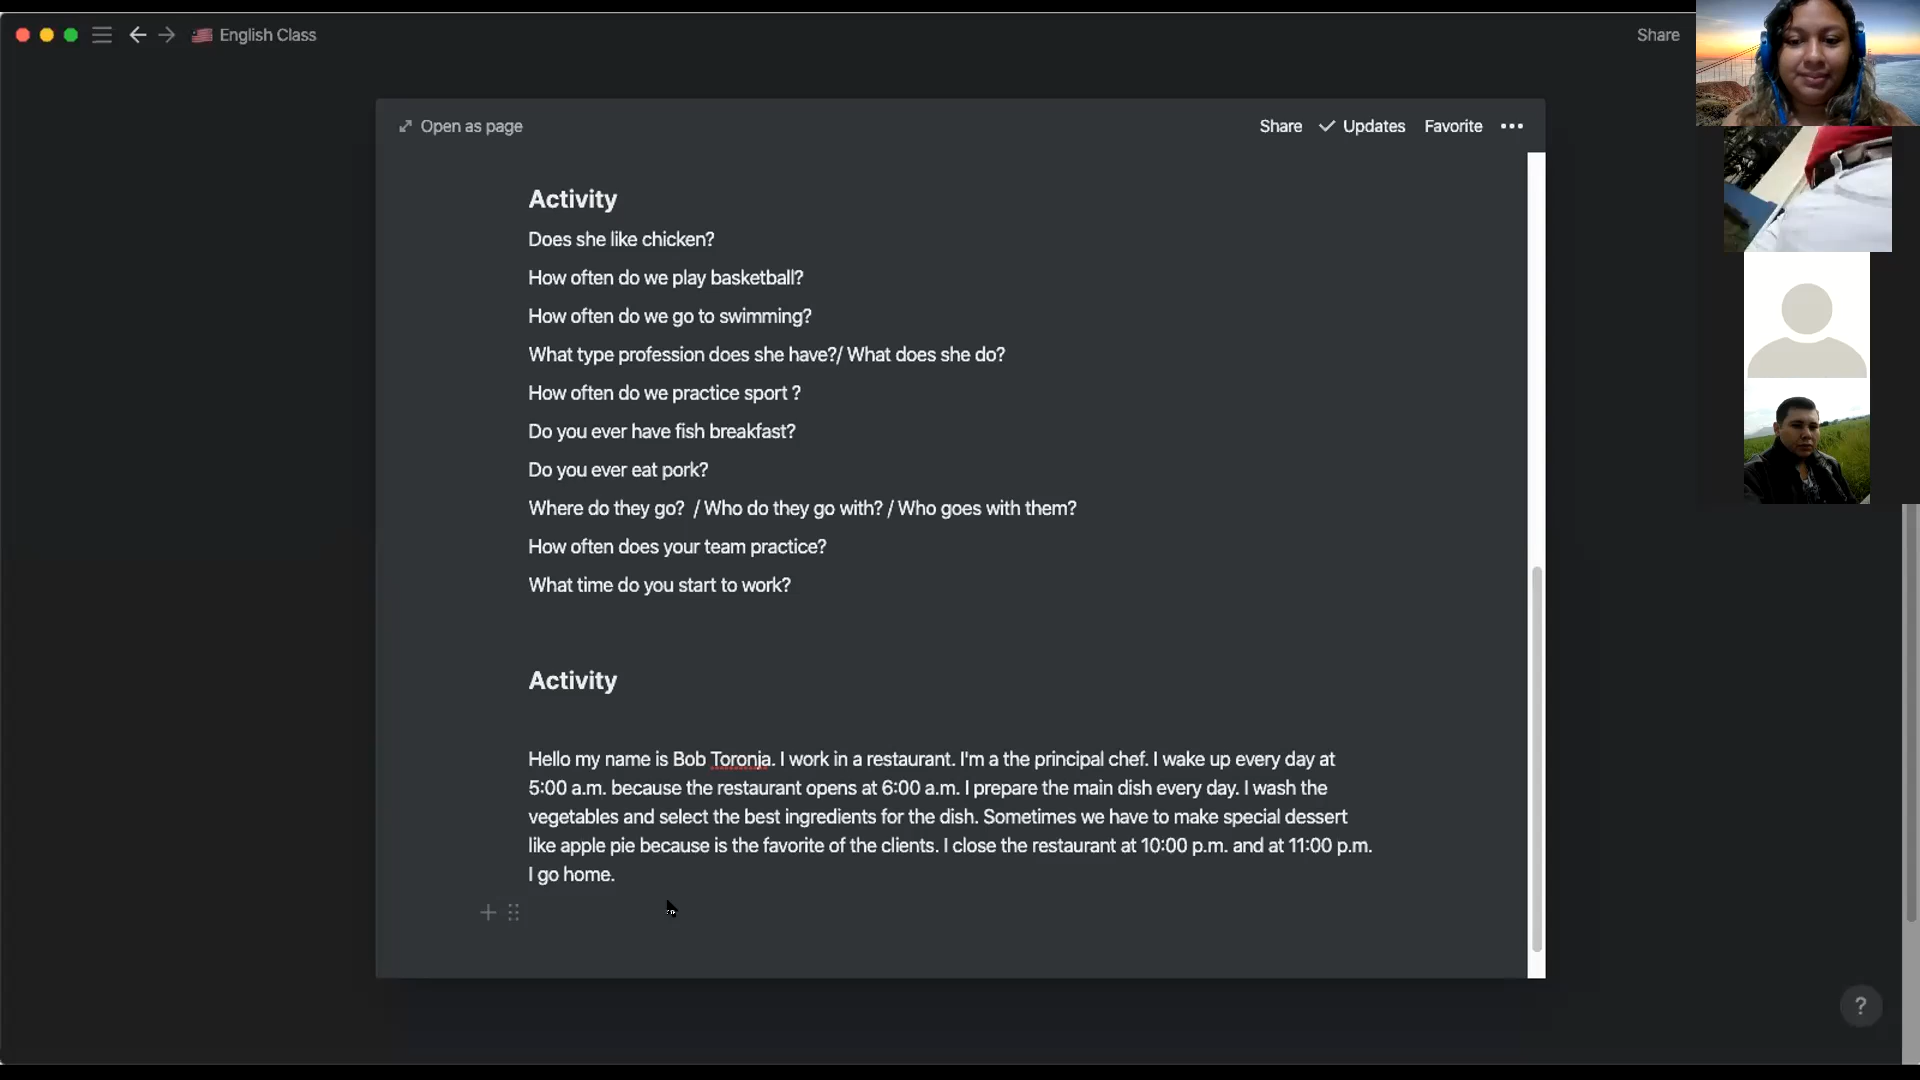 English Class
Share
Open as page
Share Updates Favorite
Activity
Does she like chicken?
How often do we play basketball?
How often do we go to swimming?
What type profession does she have?/ What does she do?
How often do we practice sport ?
Do you ever have fish breakfast?
Do you ever eat pork?
Where do they go?  / Who do they go with? / Who goes with them?
How often does your team practice?
What time do you start to work?
Activity
Hello my name is Bob Toronja. I work in a restaurant. I'm a the principal chef. I wake up every day at
5:00 a.m. because the restaurant opens at 6:00 a.m. I prepare the main dish every day. I wash the
vegetables and select the best ingredients for the dish. Sometimes we have to make special dessert
like apple pie because is the favorite of the clients. I close the restaurant at 10:00 p.m. and at 11:00 p.m.
I go home.
?